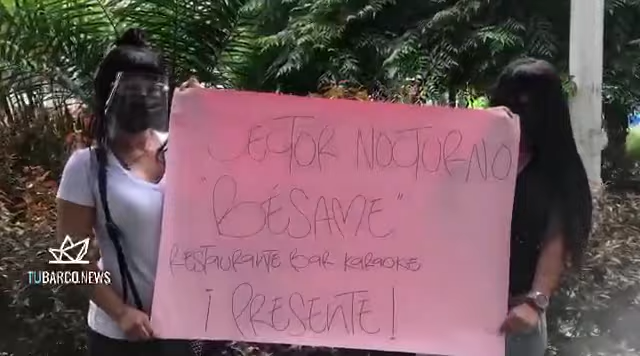 SECTOR NOCTURNO
"BÉSAME"
RESTAURANTE BAR KARAOKE
¡PRESENTE!
TUBARCO.NEWS